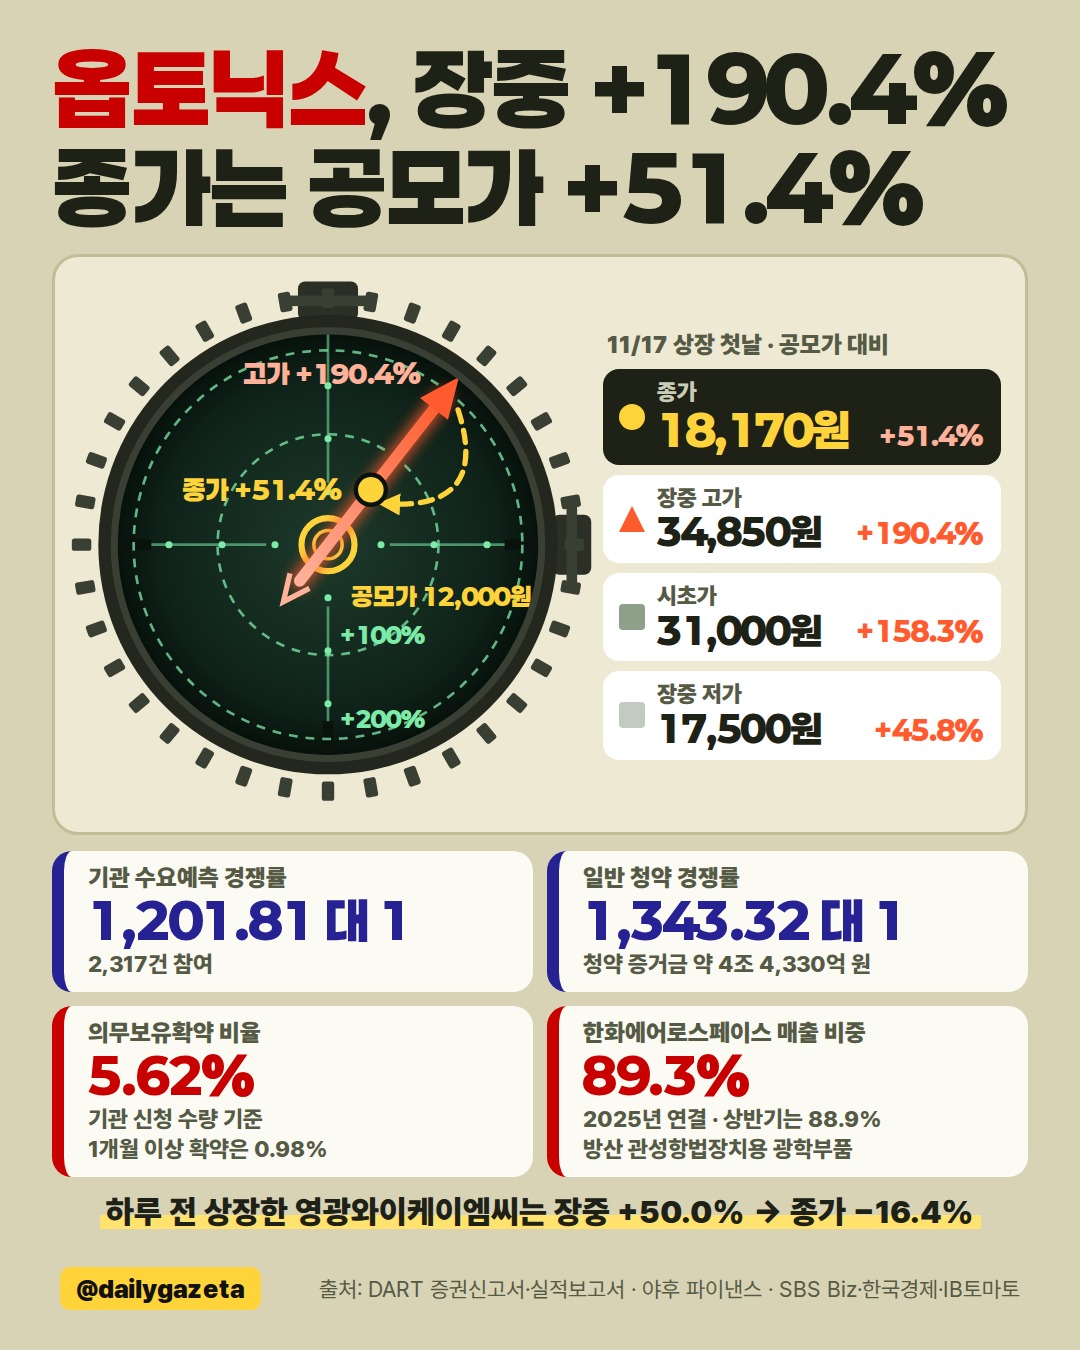 옵토닉스, 장중 +190.4%
종가는 공모가 +51.4%
고가 +190.4%
종가 +51.4%
공모가 12,000원
+100%
+200%
11/17 상장 첫날 · 공모가 대비
종가
18,170원 +51.4%
장중 고가
34,850원 +190.4%
시초가
31,000원 +158.3%
장중 저가
17,500원 +45.8%
기관 수요예측 경쟁률
1,201.81 대 1
2,317건 참여
일반 청약 경쟁률
1,343.32 대 1
청약 증거금 약 4조 4,330억 원
의무보유확약 비율
5.62%
기관 신청 수량 기준
1개월 이상 확약은 0.98%
한화에어로스페이스 매출 비중
89.3%
2025년 연결 · 상반기는 88.9%
방산 관성항법장치용 광학부품
하루 전 상장한 영광와이케이엠씨는 장중 +50.0% → 종가 −16.4%
@dailygazeta
출처: DART 증권신고서·실적보고서 · 야후 파이낸스 · SBS Biz·한국경제·IB토마토